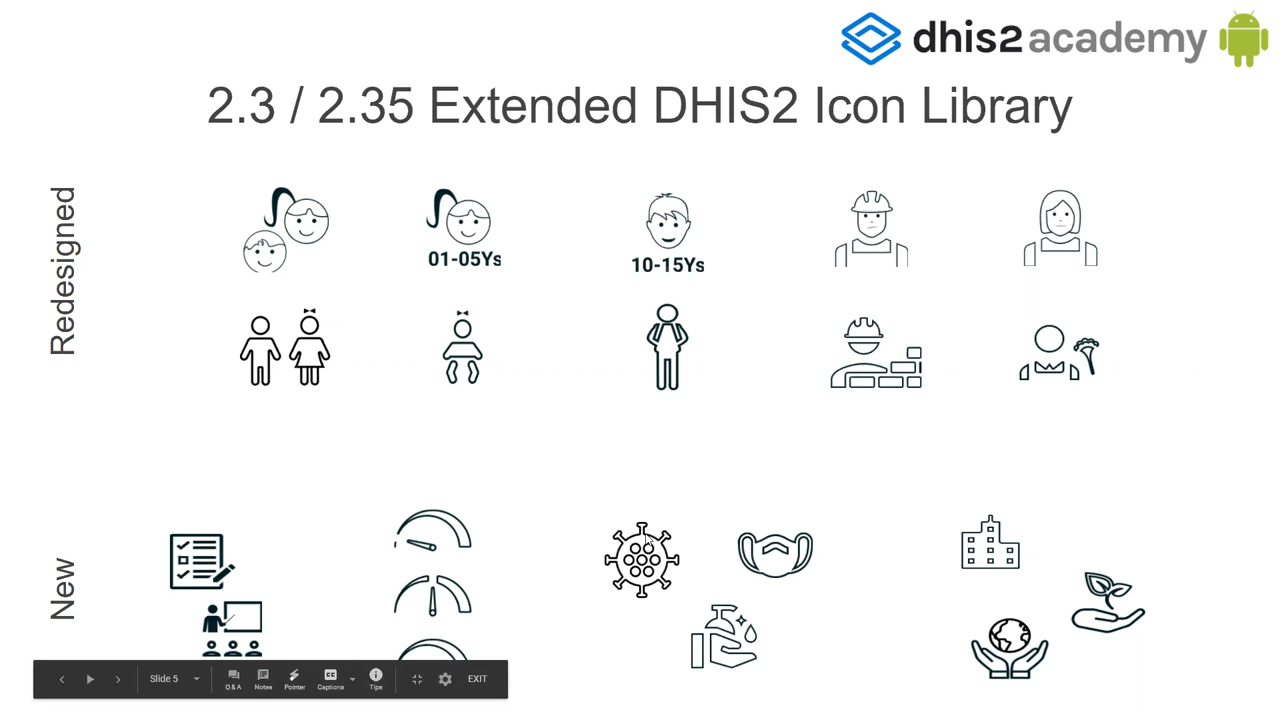 dhis2 academy
2.3 / 2.35 Extended DHIS2 Icon Library
Redesigned
01-05Ys
10-15Ys
New
Slide 5
Q & A
Notes
Pointer
Captions
Tips
EXIT